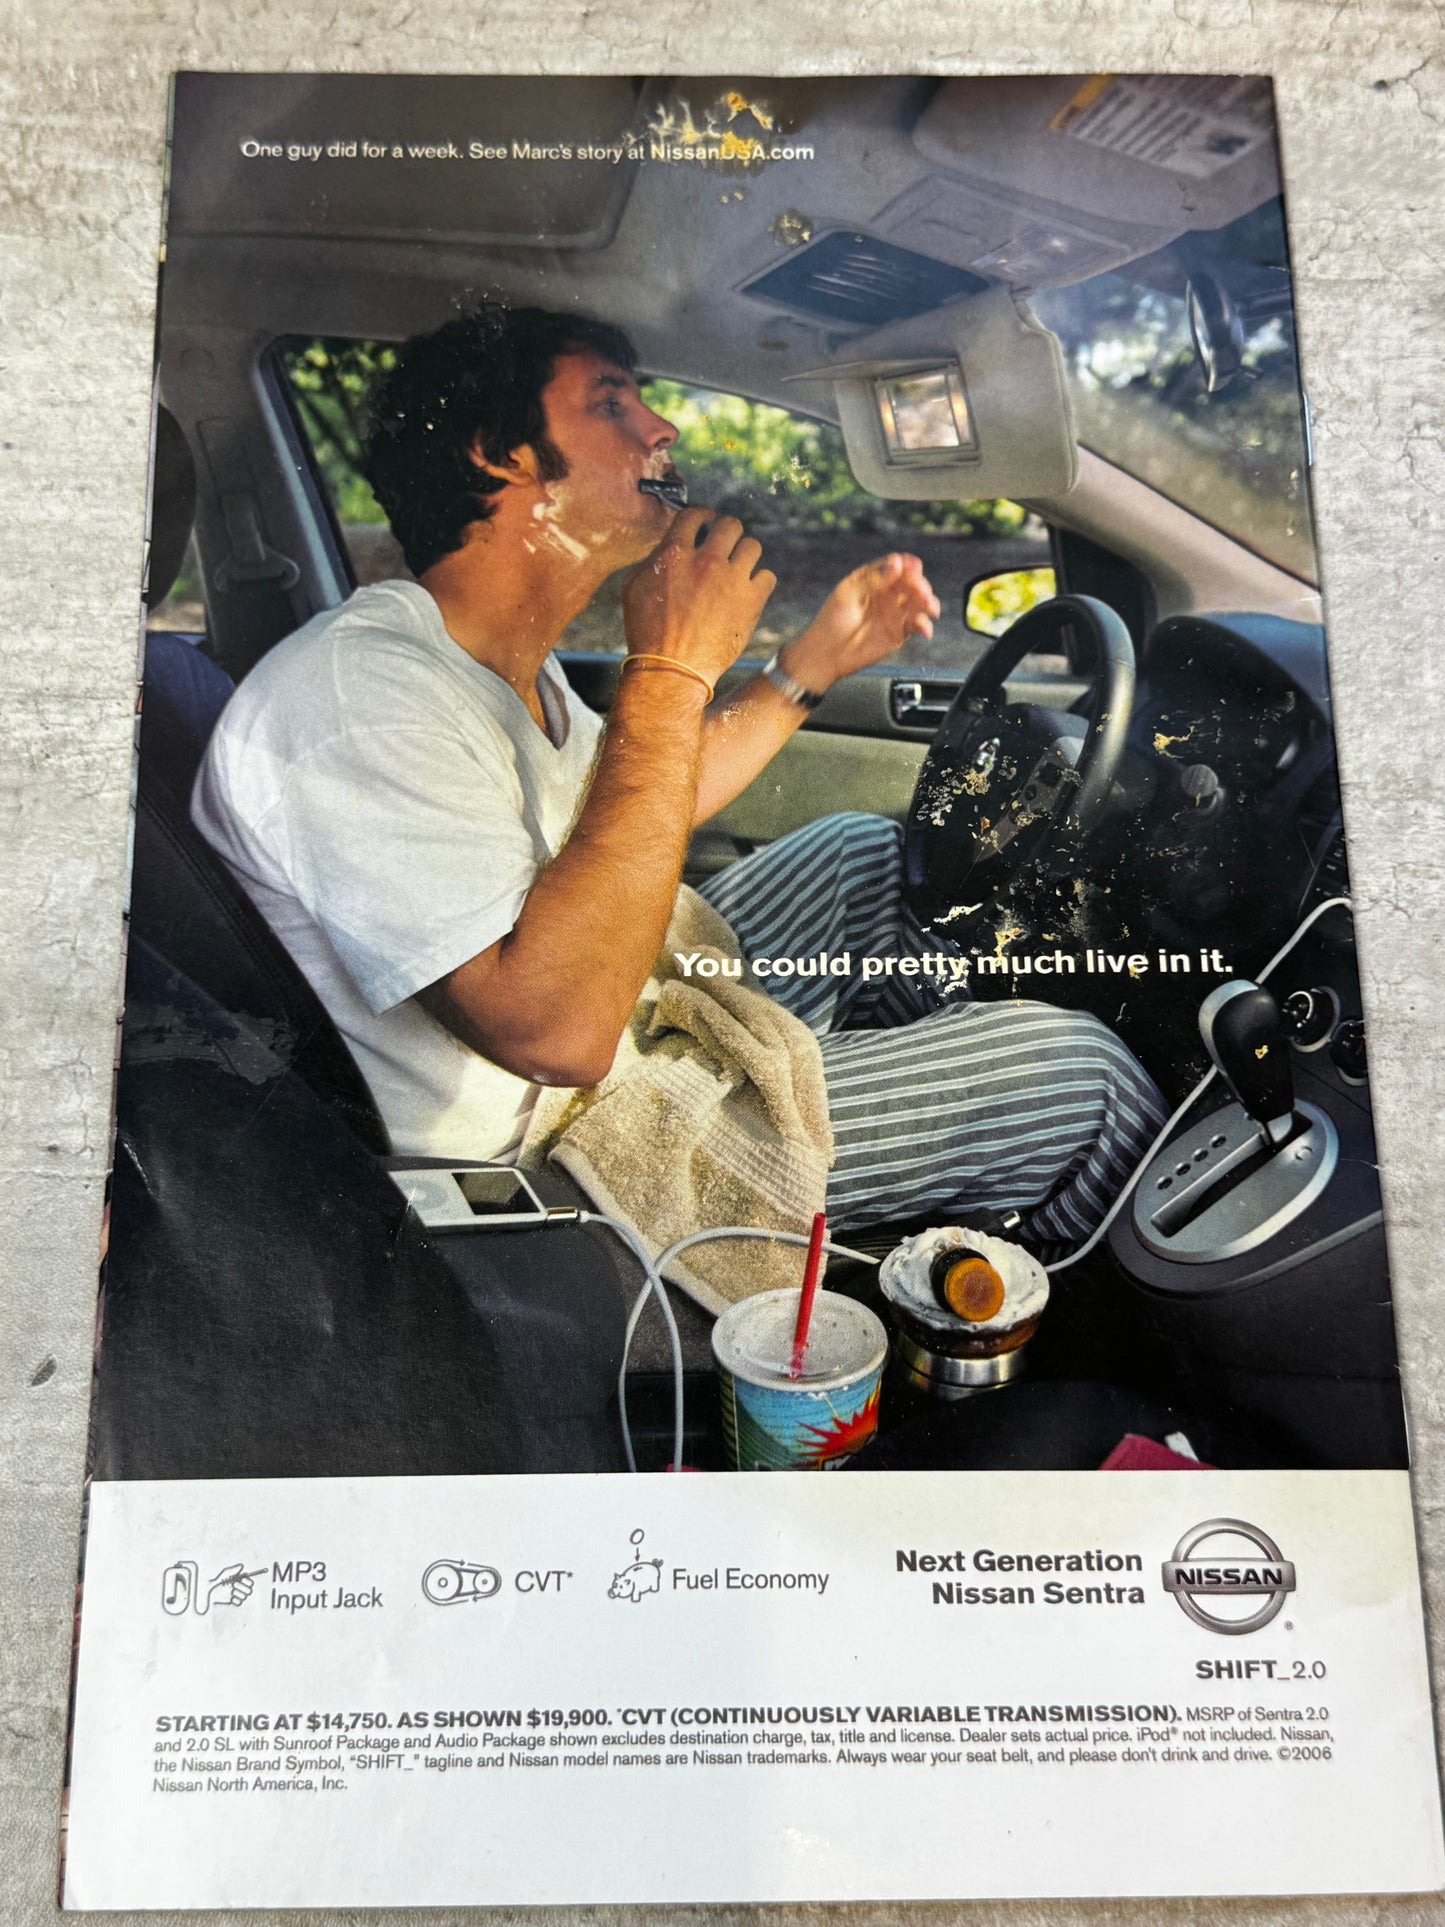 One guy did for a week. See Marc's story at NissanUSA.com
You could pretty much live in it.
MP3
Input Jack
CVT*
Fuel Economy
Next Generation
Nissan Sentra
NISSAN
®
SHIFT_2.0
STARTING AT $14,750. AS SHOWN $19,900. *CVT (CONTINUOUSLY VARIABLE TRANSMISSION). MSRP of Sentra 2.0
and 2.0 SL with Sunroof Package and Audio Package shown excludes destination charge, tax, title and license. Dealer sets actual price. iPod® not included. Nissan,
the Nissan Brand Symbol, "SHIFT_" tagline and Nissan model names are Nissan trademarks. Always wear your seat belt, and please don't drink and drive. ©2006
Nissan North America, Inc.